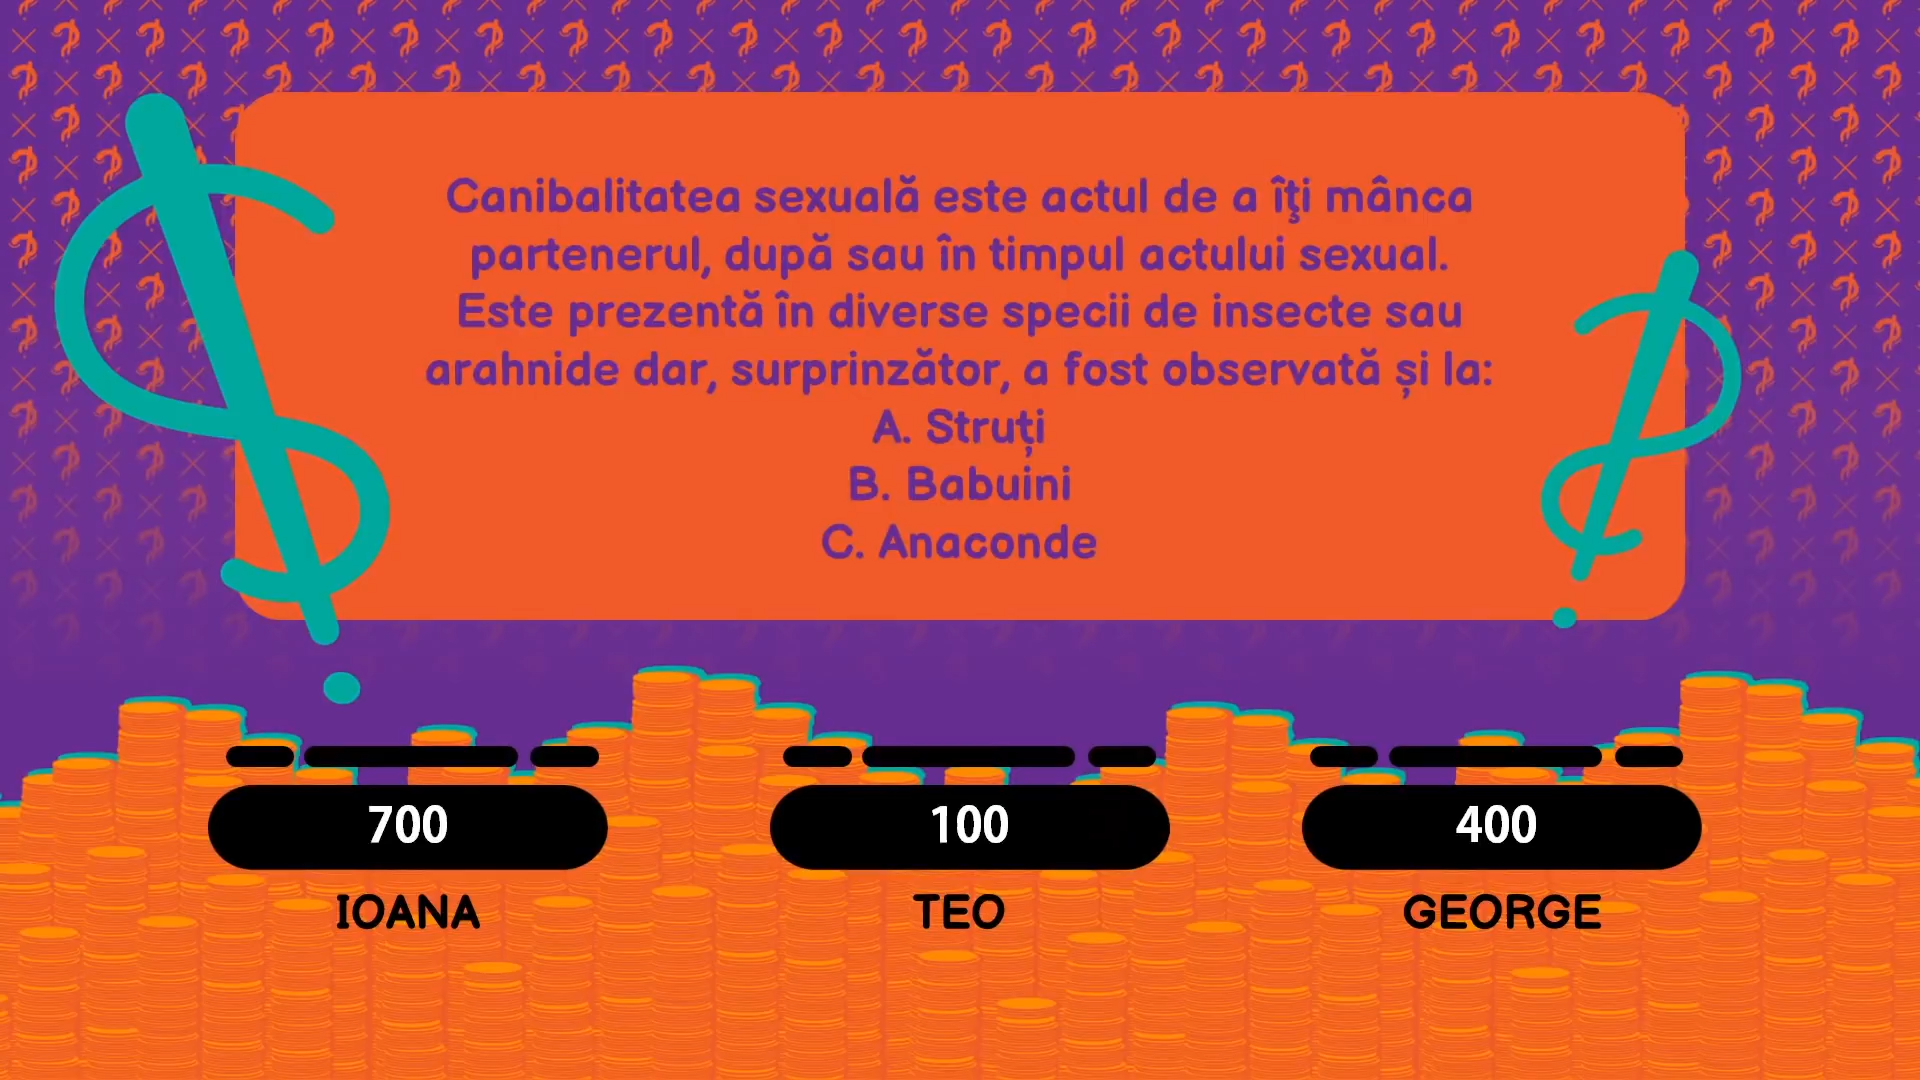 Canibalitatea sexuală este actul de a îţi mânca
partenerul, după sau în timpul actului sexual.
Este prezentă în diverse specii de insecte sau
arahnide dar, surprinzător, a fost observată și la:
A. Struți
B. Babuini
C. Anaconde
700
100
400
IOANA
TEO
GEORGE